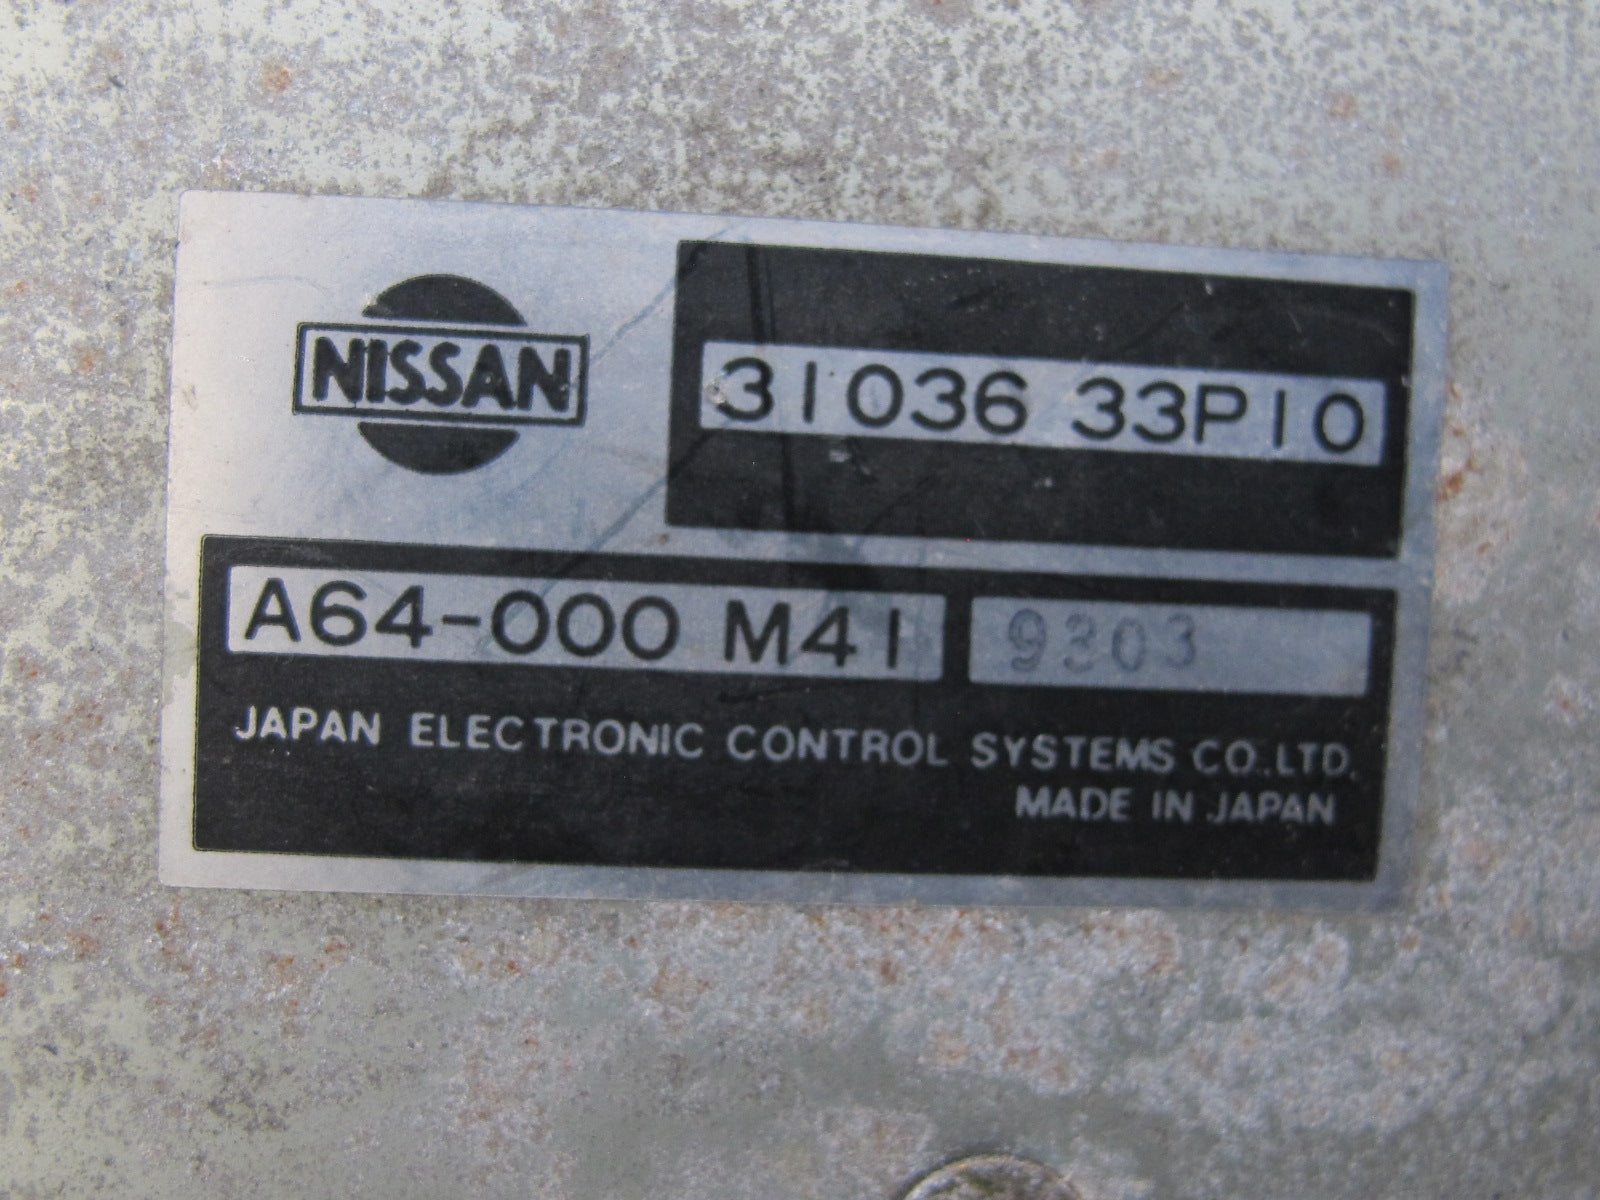 NISSAN
31036 33P10
A64-000 M41 9303
JAPAN ELECTRONIC CONTROL SYSTEMS CO.,LTD.
MADE IN JAPAN